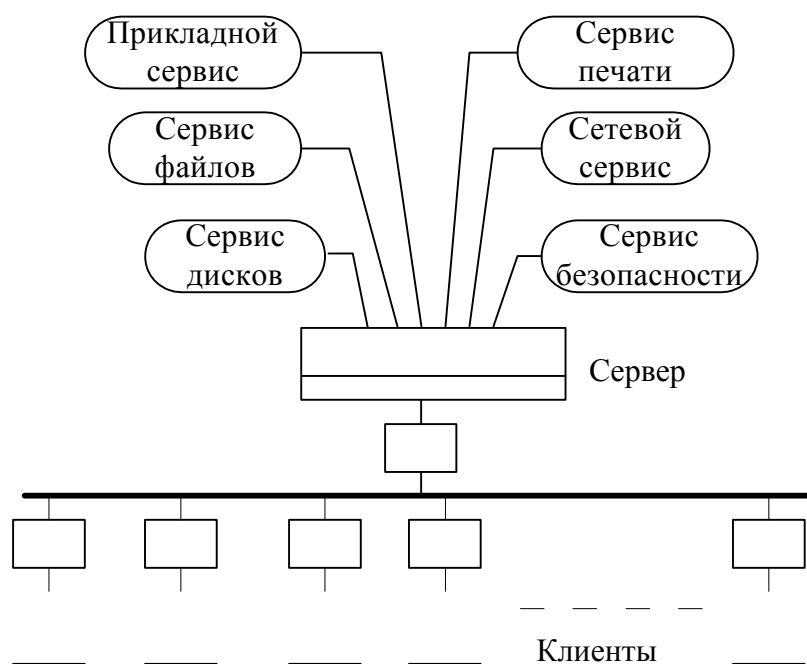 Прикладной
сервис
Сервис
печати
Сервис
файлов
Сетевой
сервис
Сервис
дисков
Сервис
безопасности
Сервер
Клиенты